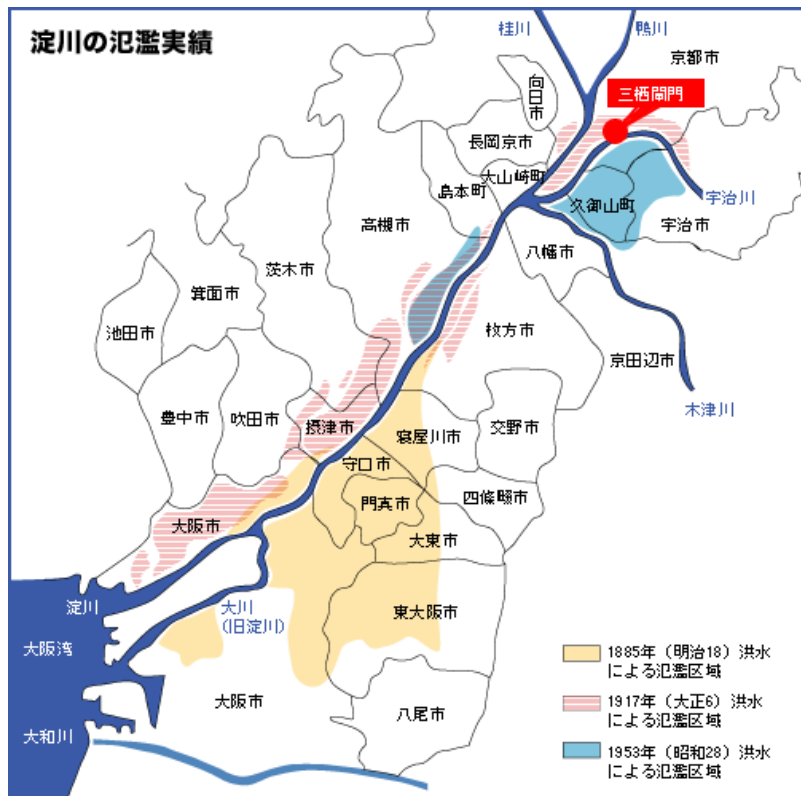 淀川の氾濫実績
桂川
鴨川
京都市
三栖閘門
向日市
長岡京市
大山崎町
島本町
久御山町
宇治川
宇治市
高槻市
八幡市
茨木市
箕面市
池田市
枚方市
京田辺市
木津川
豊中市
吹田市
摂津市
寝屋川市
交野市
守口市
門真市
四條畷市
大阪市
大東市
淀川
大川
(旧淀川)
東大阪市
大阪湾
大阪市
八尾市
大和川
1885年（明治18）洪水
による氾濫区域
1917年（大正6）洪水
による氾濫区域
1953年（昭和28）洪水
による氾濫区域